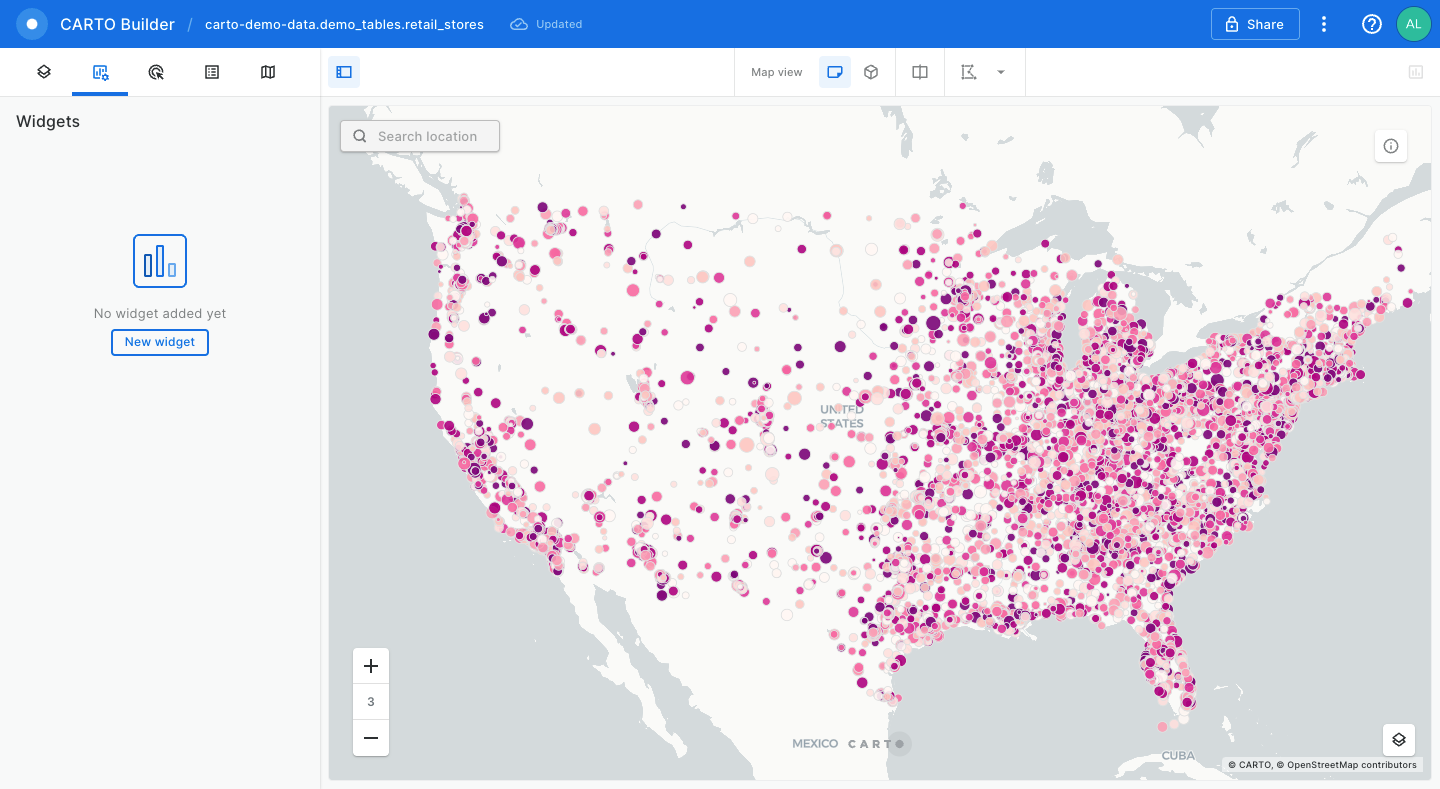 CARTO Builder / carto-demo-data.demo_tables.retail_stores Updated Share AL
Map view
Widgets
Search location
No widget added yet
New widget
UNITED
STATES
3
MEXICO CARTO
CUBA
© CARTO, © OpenStreetMap contributors